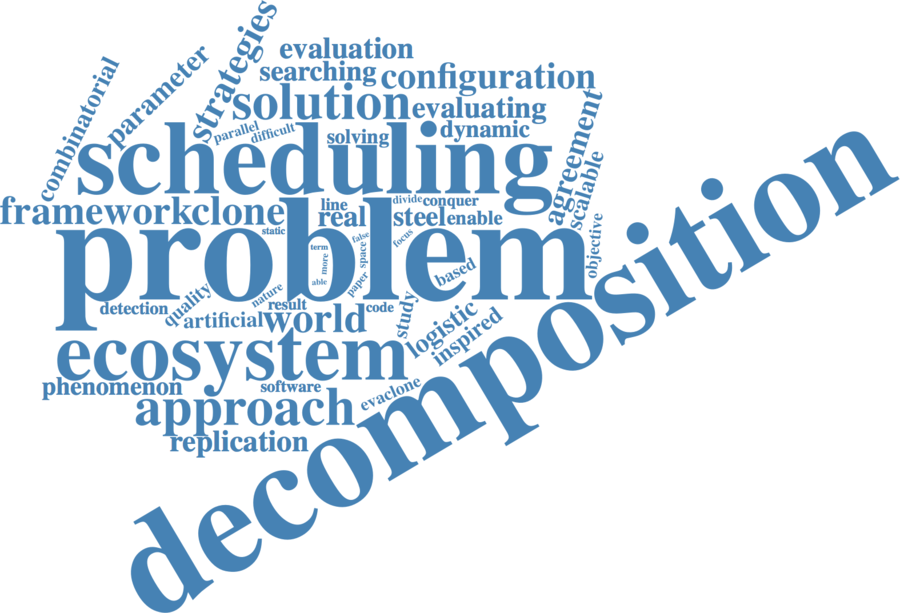 strategies
evaluation
searching
configuration
parameter
combinatorial
solution
evaluating
parallel
difficult
solving
dynamic
scheduling
agreement
scalable
objective
framework
clone
line
real
divide
conquer
steel
enable
static
problem
term
more
able
false
space
paper
focus
based
detection
quality
nature
result
code
artificial
world
study
logistic
inspired
ecosystem
phenomenon
software
evaclone
approach
replication
decomposition